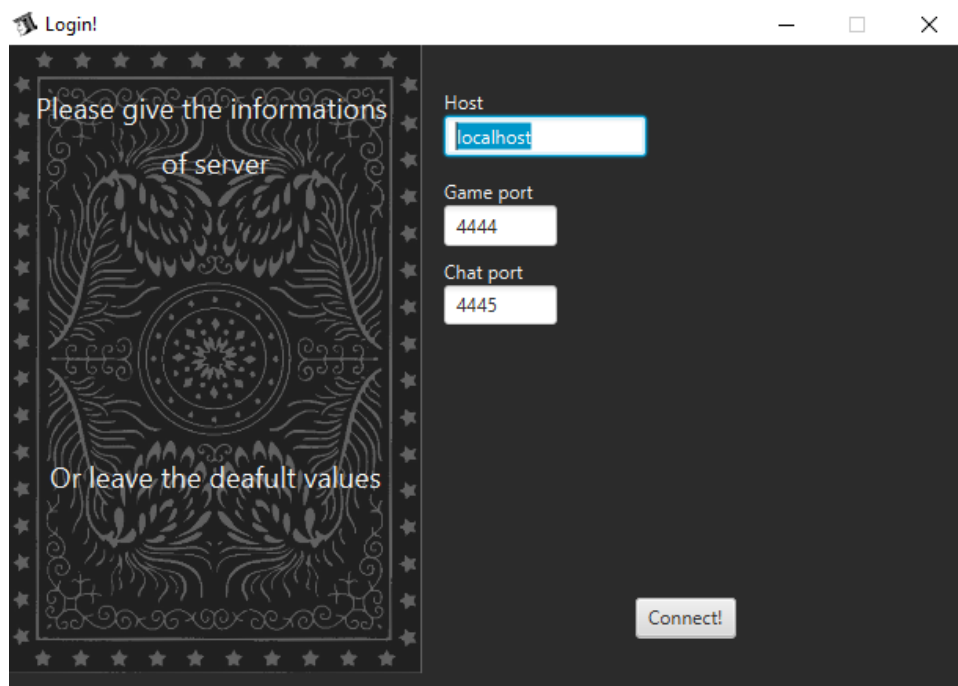 Login!
Please give the informations
of server
Or leave the deafult values
Host
localhost
Game port
4444
Chat port
4445
Connect!